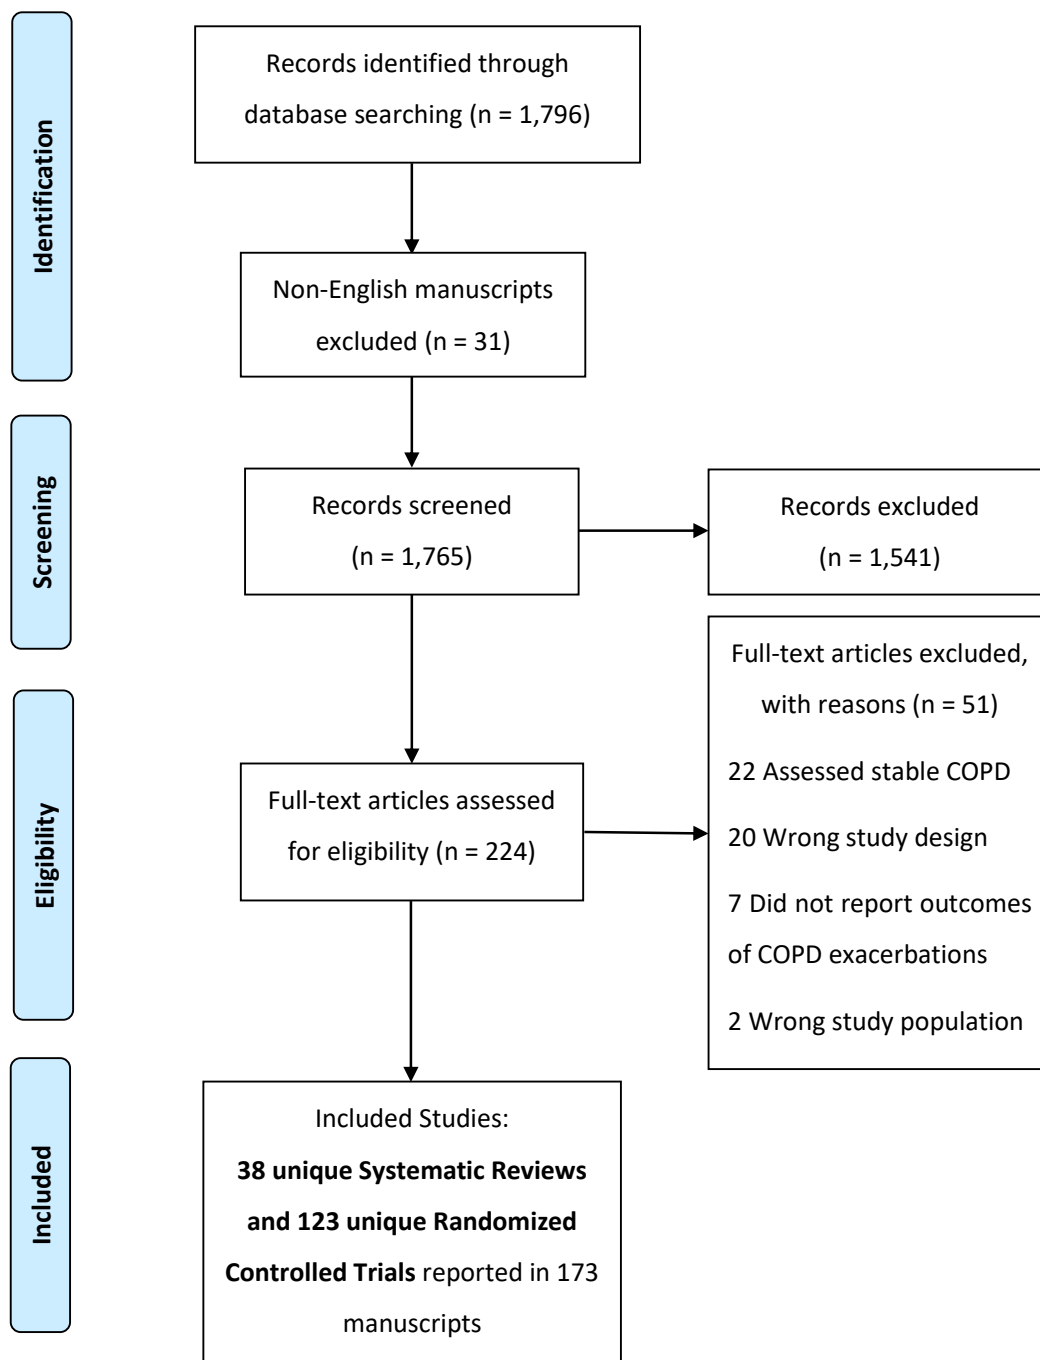 Identification
Records identified through
database searching (n = 1,796)
Non-English manuscripts
excluded (n = 31)
Screening
Records screened
(n = 1,765)
Records excluded
(n = 1,541)
Eligibility
Full-text articles assessed
for eligibility (n = 224)
Full-text articles excluded,
with reasons (n = 51)
22 Assessed stable COPD
20 Wrong study design
7 Did not report outcomes
of COPD exacerbations
2 Wrong study population
Included
Included Studies:
38 unique Systematic Reviews
and 123 unique Randomized
Controlled Trials reported in 173
manuscripts